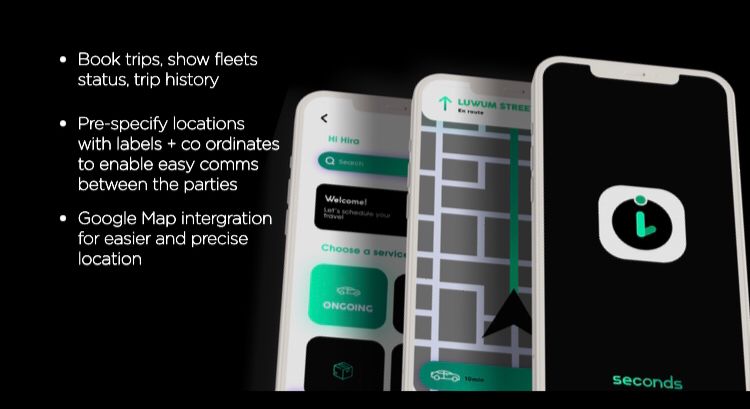 Book trips, show fleets
status, trip history
Pre-specify locations
with labels + co ordinates
to enable easy comms
between the parties
Google Map intergration
for easier and precise
location
Hi Hiro
Search
Welcome!
Let's schedule your
travel
Choose a service
ONGOING
LUWUM STREE
En route
10min
seconds